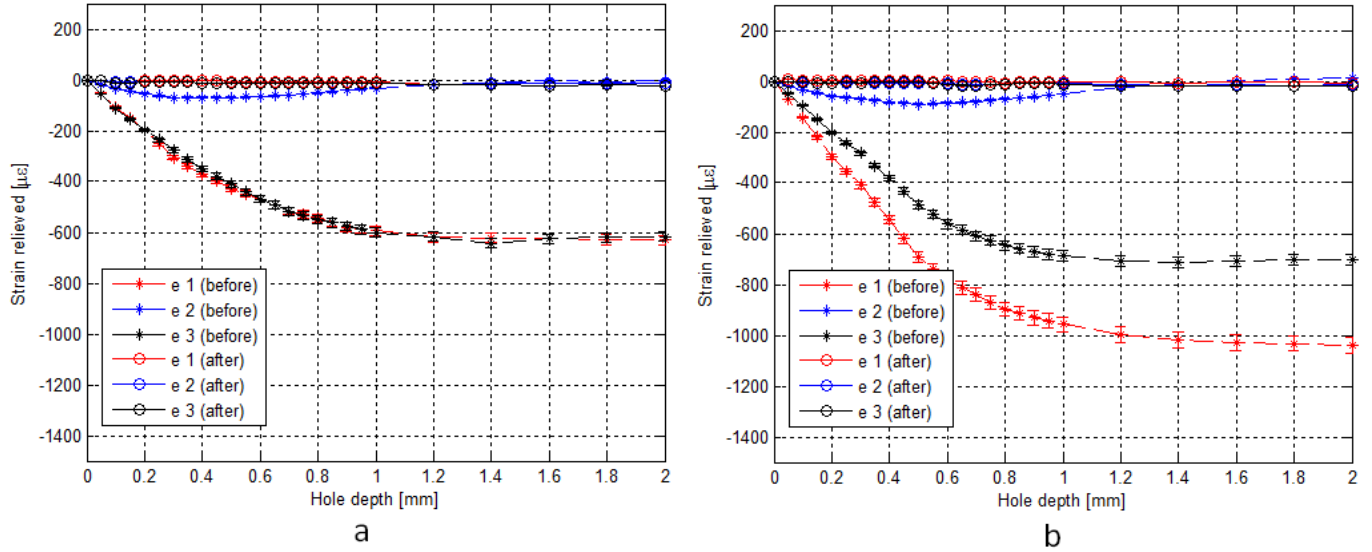 200
0
-200
-400
-600
-800
-1000
-1200
-1400
Strain relieved [με]
e 1 (before)
e 2 (before)
e 3 (before)
e 1 (after)
e 2 (after)
e 3 (after)
0 0.2 0.4 0.6 0.8 1 1.2 1.4 1.6 1.8 2
Hole depth [mm]
a
200
0
-200
-400
-600
-800
-1000
-1200
-1400
Strain relieved [με]
e 1 (before)
e 2 (before)
e 3 (before)
e 1 (after)
e 2 (after)
e 3 (after)
0 0.2 0.4 0.6 0.8 1 1.2 1.4 1.6 1.8 2
Hole depth [mm]
b